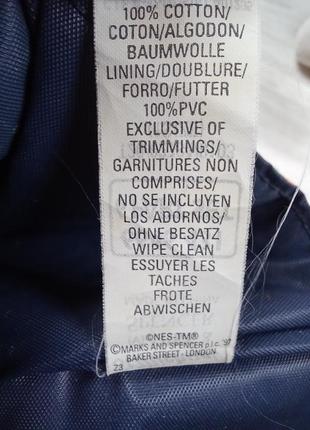 100% COTTON/
COTON/ALGODON/
BAUMWOLLE
LINING/DOUBLURE/
FORRO/FUTTER
100%PVC
EXCLUSIVE OF
TRIMMINGS/
GARNITURES NON
COMPRISES/
NO SE INCLUYEN
LOS ADORNOS/
OHNE BESATZ
WIPE CLEAN
ESSUYER LES
TACHES
FROTE
ABWISCHEN
©NES-TM®
©MARKS AND SPENCER p.l.c. '97
BAKER STREET · LONDON
23